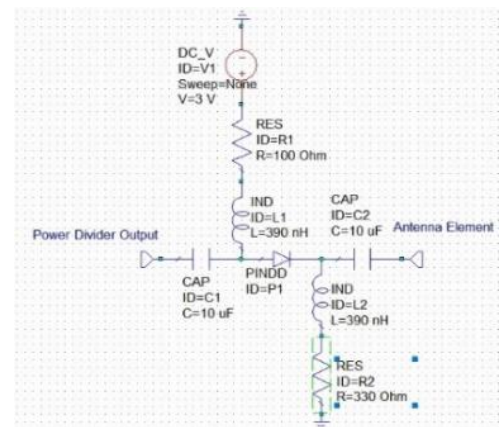 DC_V
ID=V1
Sweep=None
V=3 V
RES
ID=R1
R=100 Ohm
IND
ID=L1
L=390 nH
CAP
ID=C2
C=10 uF
Power Divider Output
Antenna Element
PINDD
ID=P1
CAP
ID=C1
C=10 uF
IND
ID=L2
L=390 nH
RES
ID=R2
R=330 Ohm